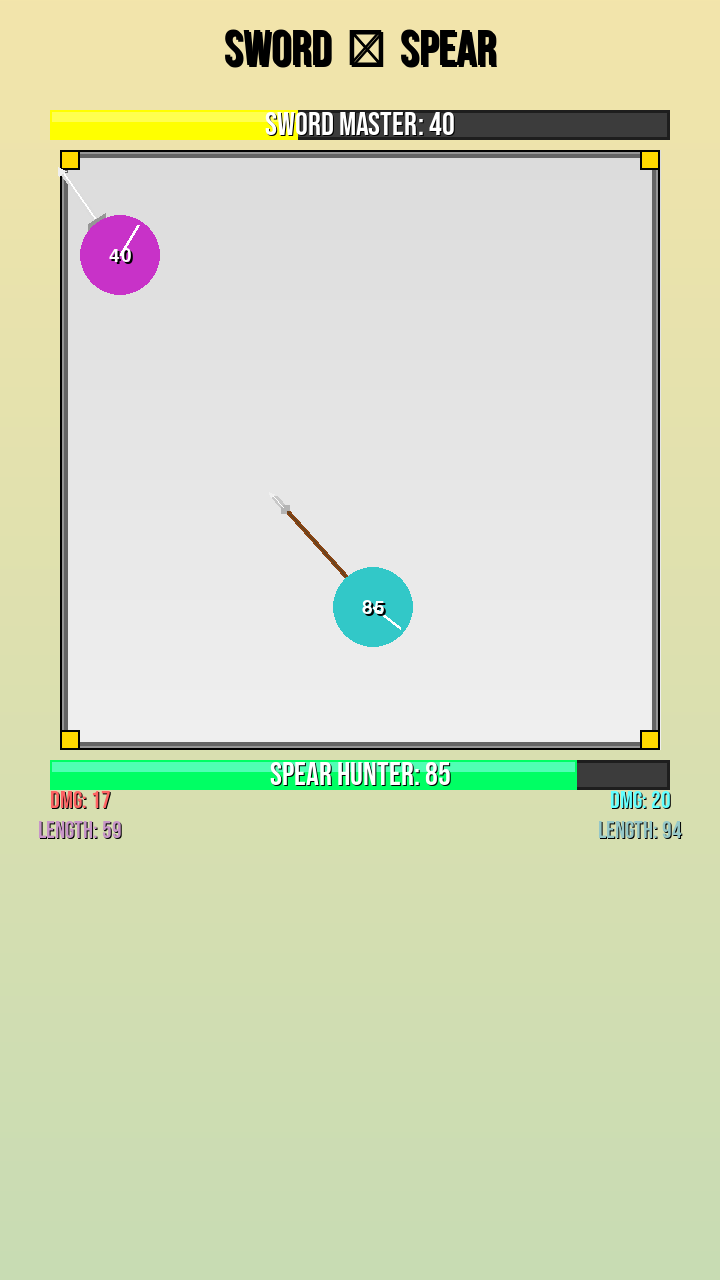 SWORD SPEAR
SWORD MASTER: 40
40
85
SPEAR HUNTER: 85
DMG: 17
DMG: 20
LENGTH: 59
LENGTH: 94